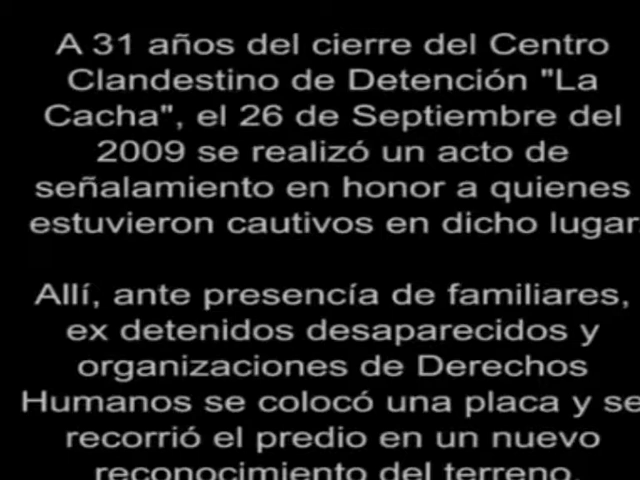 A 31 años del cierre del Centro
Clandestino de Detención "La
Cacha", el 26 de Septiembre del
2009 se realizó un acto de
señalamiento en honor a quienes
estuvieron cautivos en dicho lugar.
Allí, ante presencía de familiares,
ex detenidos desaparecidos y
organizaciones de Derechos
Humanos se colocó una placa y se
recorrió el predio en un nuevo
reconocimiento del terreno.